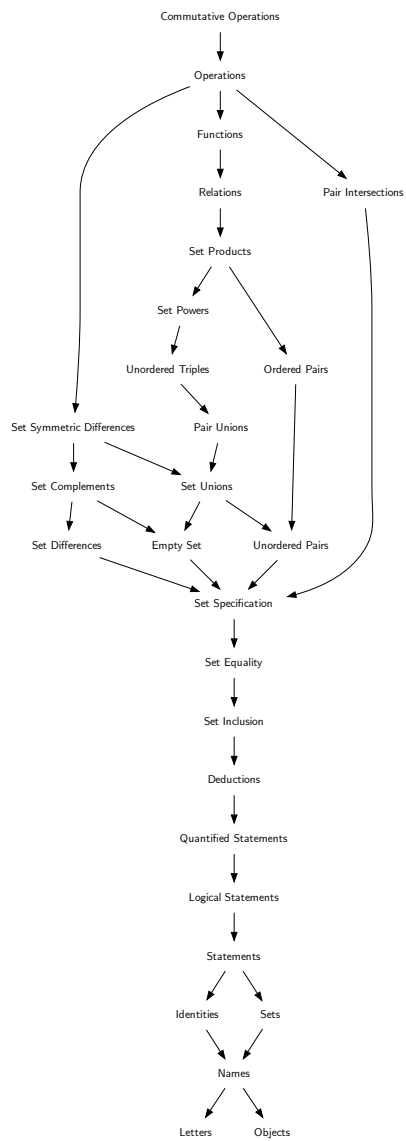 Commutative Operations
Operations
Functions
Relations
Pair Intersections
Set Products
Set Powers
Unordered Triples
Ordered Pairs
Set Symmetric Differences
Pair Unions
Set Complements
Set Unions
Set Differences
Empty Set
Unordered Pairs
Set Specification
Set Equality
Set Inclusion
Deductions
Quantified Statements
Logical Statements
Statements
Identities
Sets
Names
Letters
Objects